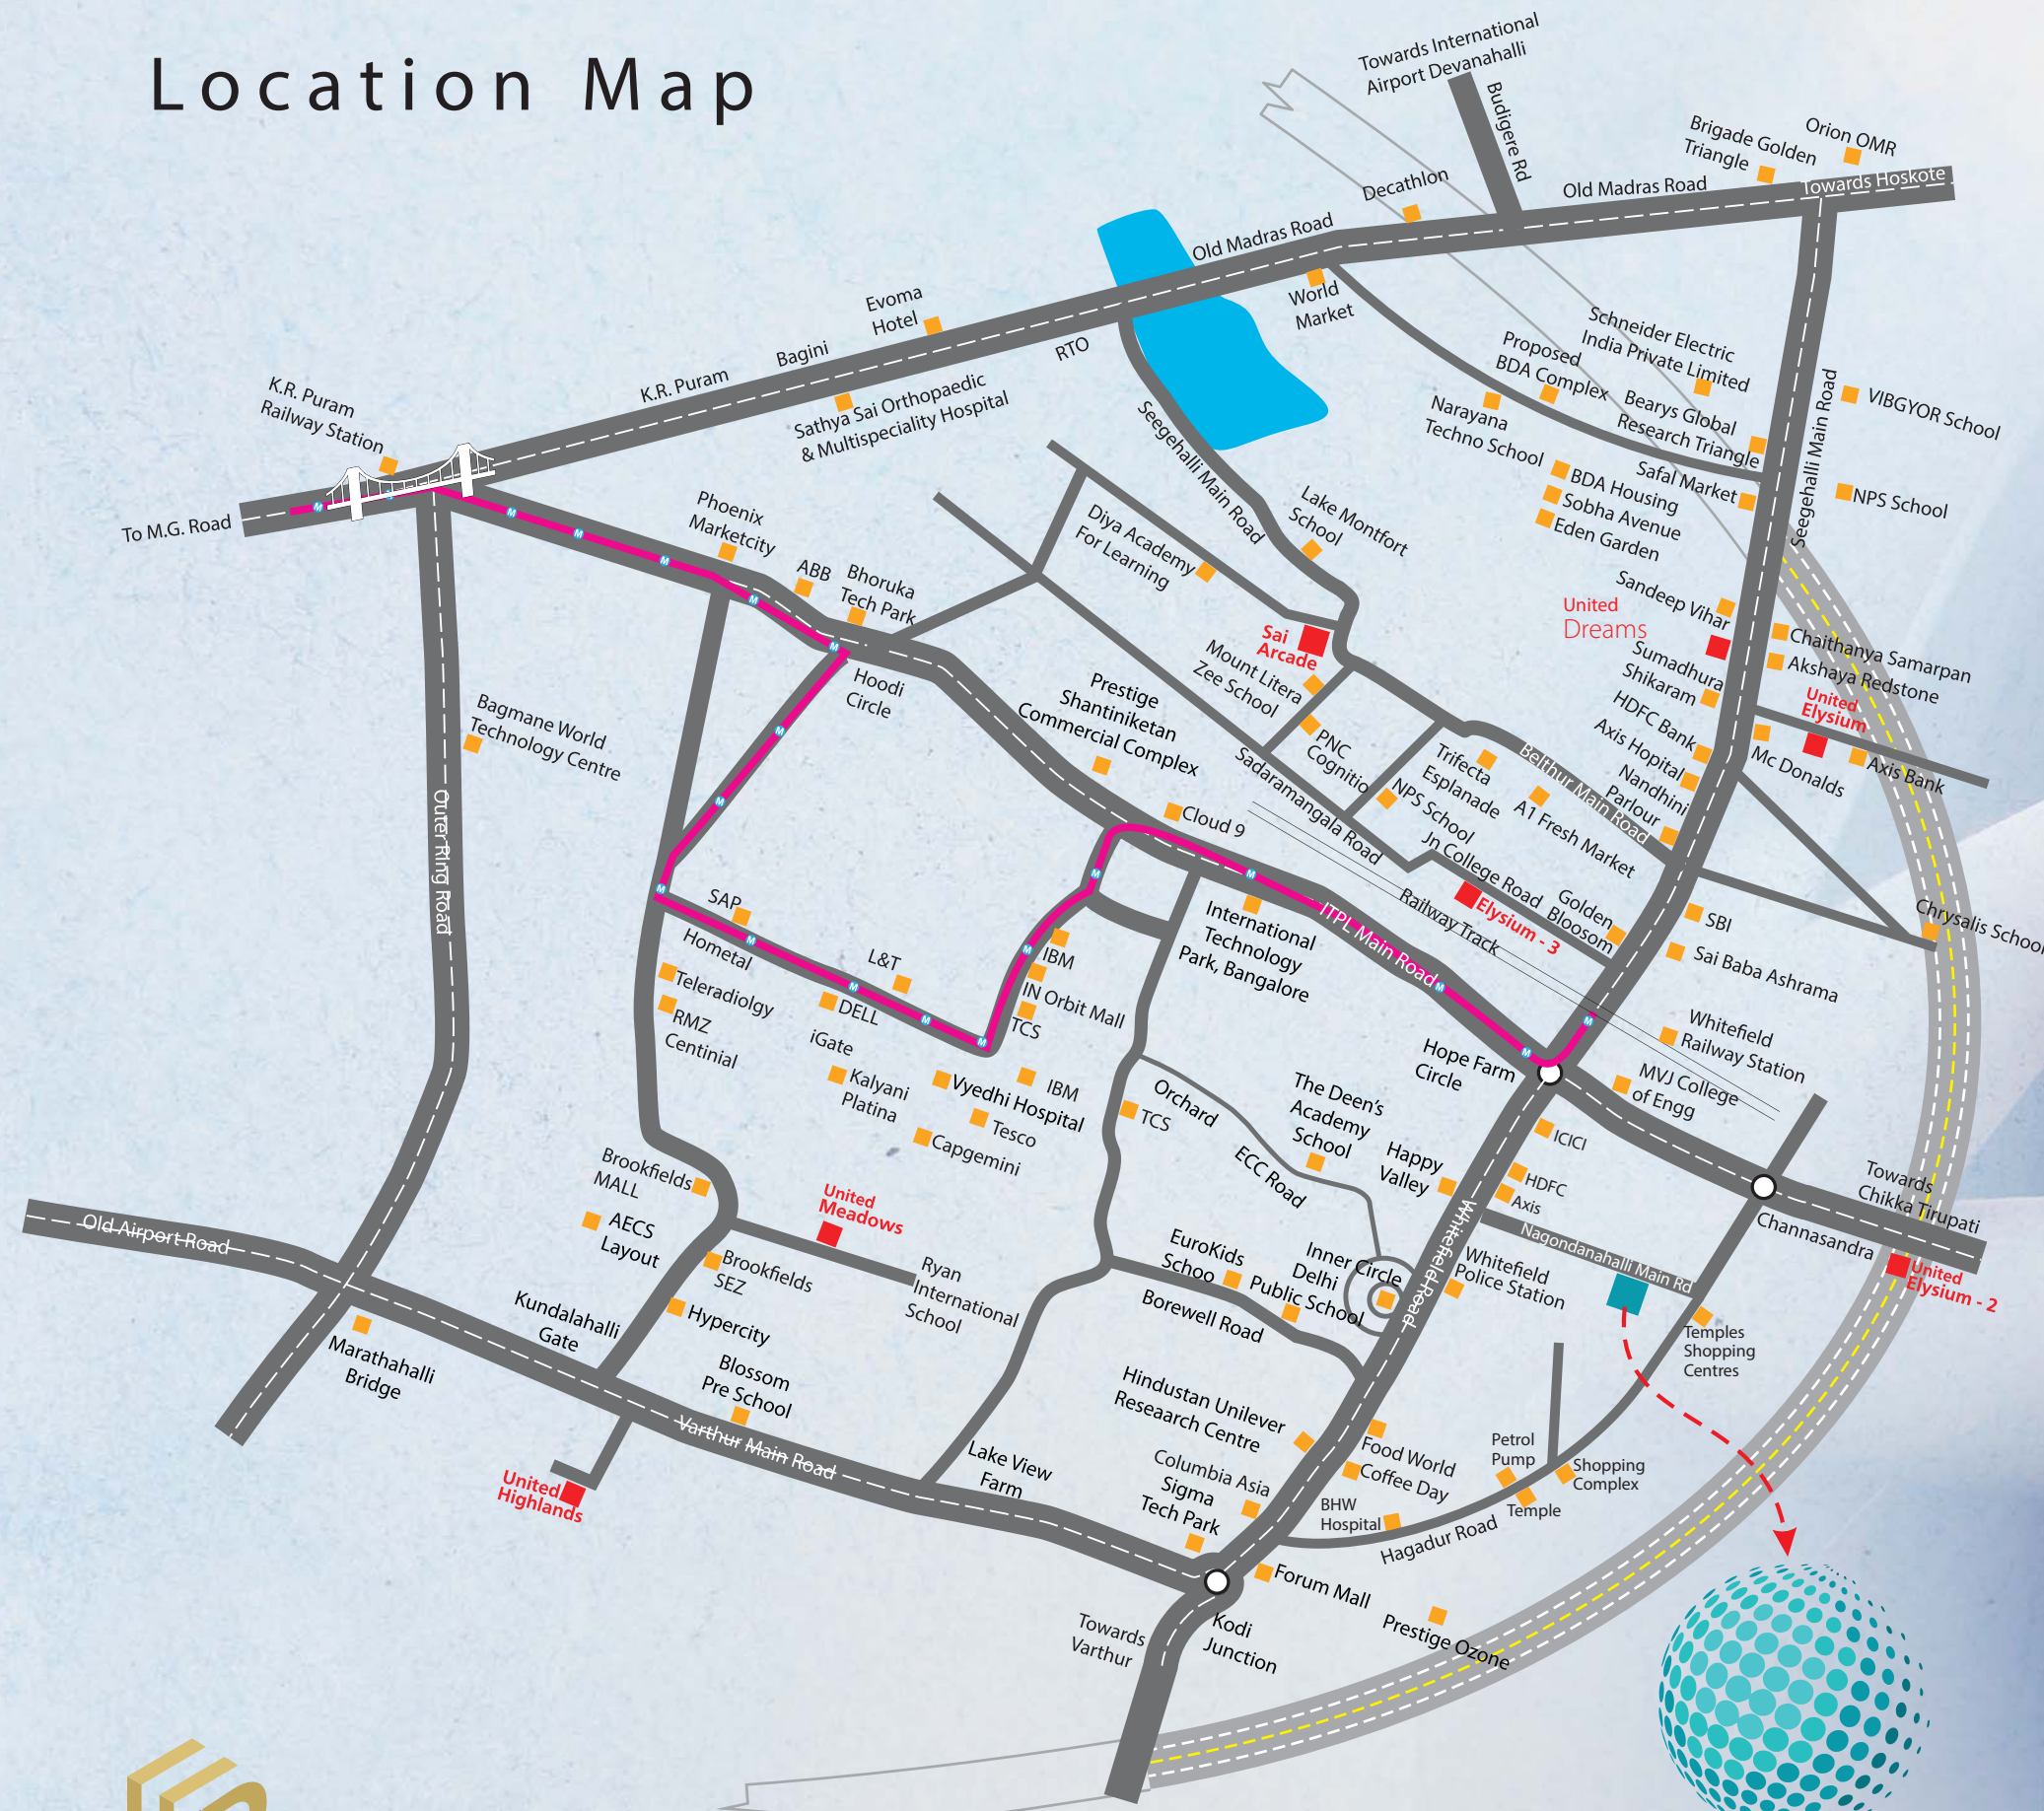 Location Map
Towards International
Airport Devanahalli
Budigere Rd
Brigade Golden
Triangle
Orion OMR
Towards Hoskote
Old Madras Road
Decathlon
Old Madras Road
World
Market
Evoma
Hotel
Bagini
K.R. Puram
RTO
Sathya Sai Orthopaedic
& Multispeciality Hospital
K.R. Puram
Railway Station
To M.G. Road
Schneider Electric
India Private Limited
Proposed
BDA Complex
Bearys Global
Research Triangle
Narayana
Techno School
Safal Market
BDA Housing
Sobha Avenue
Eden Garden
VIBGYOR School
NPS School
Seegehalli Main Road
Seegehalli Main Road
Lake Montfort
School
Diya Academy
For Learning
Phoenix
Marketcity
ABB
Bhoruka
Tech Park
Hoodi
Circle
Sandeep Vihar
United
Dreams
Sumadhura
Shikaram
HDFC Bank
Axis Hopital
Nandhini
Parlour
Chaithanya Samarpan
Akshaya Redstone
United
Elysium
Mc Donalds
Axis Bank
Sai
Arcade
Mount Litera
Zee School
PNC
Cognitio
Trifecta
Esplanade
NPS School
A1 Fresh Market
Belthur Main Road
Sadaramangala Road
Jn College Road
Golden
Bloosom
Elysium - 3
Railway Track
Prestige
Shantiniketan
Commercial Complex
Cloud 9
International
Technology
Park, Bangalore
ITPL Main Road
Bagmane World
Technology Centre
Outer Ring Road
SAP
Hometal
L&T
Teleradiolgy
RMZ
Centinial
DELL
iGate
Kalyani
Platina
Vyedhi Hospital
Tesco
Capgemini
IBM
IN Orbit Mall
TCS
IBM
TCS
SBI
Sai Baba Ashrama
Chrysalis School
Whitefield
Railway Station
MVJ College
of Engg
Hope Farm
Circle
Orchard
ECC Road
The Deen's
Academy
School
Happy
Valley
ICICI
HDFC
Axis
Towards
Chikka Tirupati
Channasandra
United
Elysium - 2
Nagondanahalli Main Rd
Whitefield
Police Station
Whitefield Road
Inner Circle
Delhi
Public School
EuroKids
Schoo
Borewell Road
Temples
Shopping
Centres
Brookfields
MALL
AECS
Layout
United
Meadows
Brookfields
SEZ
Hypercity
Ryan
International
School
Old Airport Road
Kundalahalli
Gate
Marathahalli
Bridge
Blossom
Pre School
Varthur Main Road
United
Highlands
Lake View
Farm
Hindustan Unilever
Reseaarch Centre
Columbia Asia
Sigma
Tech Park
Food World
Coffee Day
Petrol
Pump
Shopping
Complex
Temple
BHW
Hospital
Hagadur Road
Forum Mall
Prestige Ozone
Kodi
Junction
Towards
Varthur